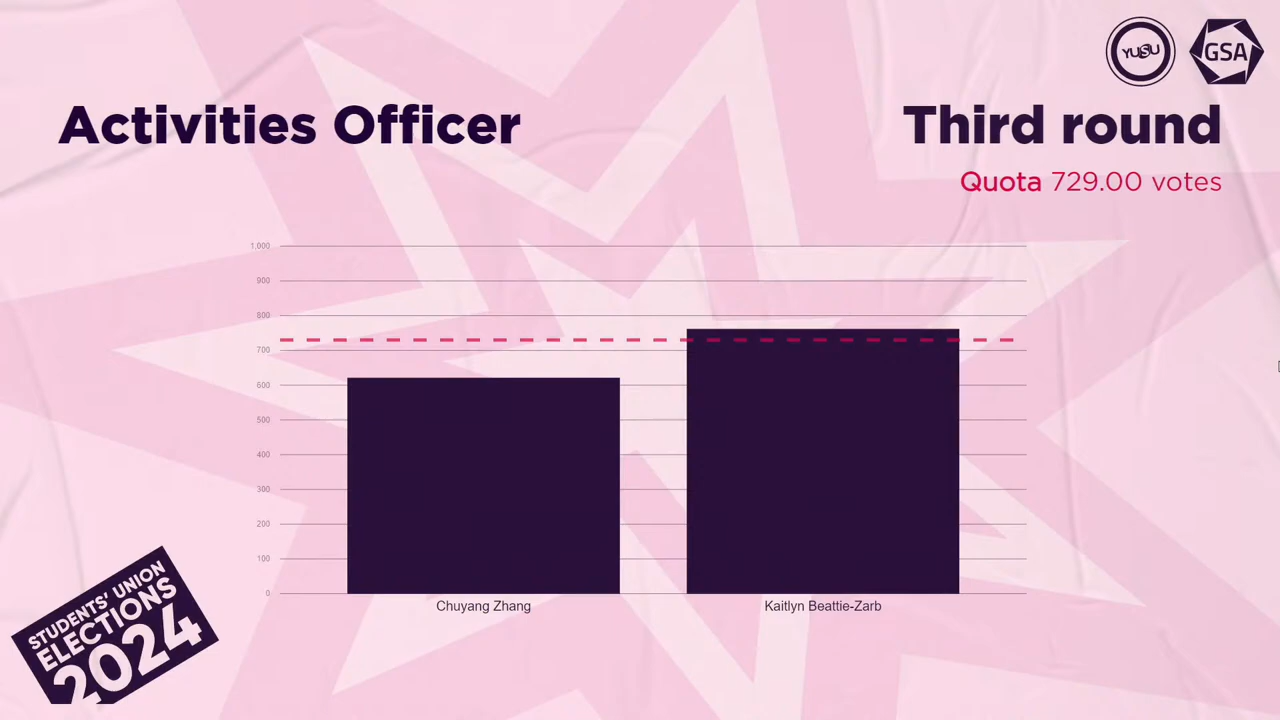 YUSU
GSA
Activities Officer
Third round
Quota 729.00 votes
1,000
900
800
700
600
500
400
300
200
100
0
Chuyang Zhang
Kaitlyn Beattie-Zarb
STUDENTS' UNION
ELECTIONS
2024